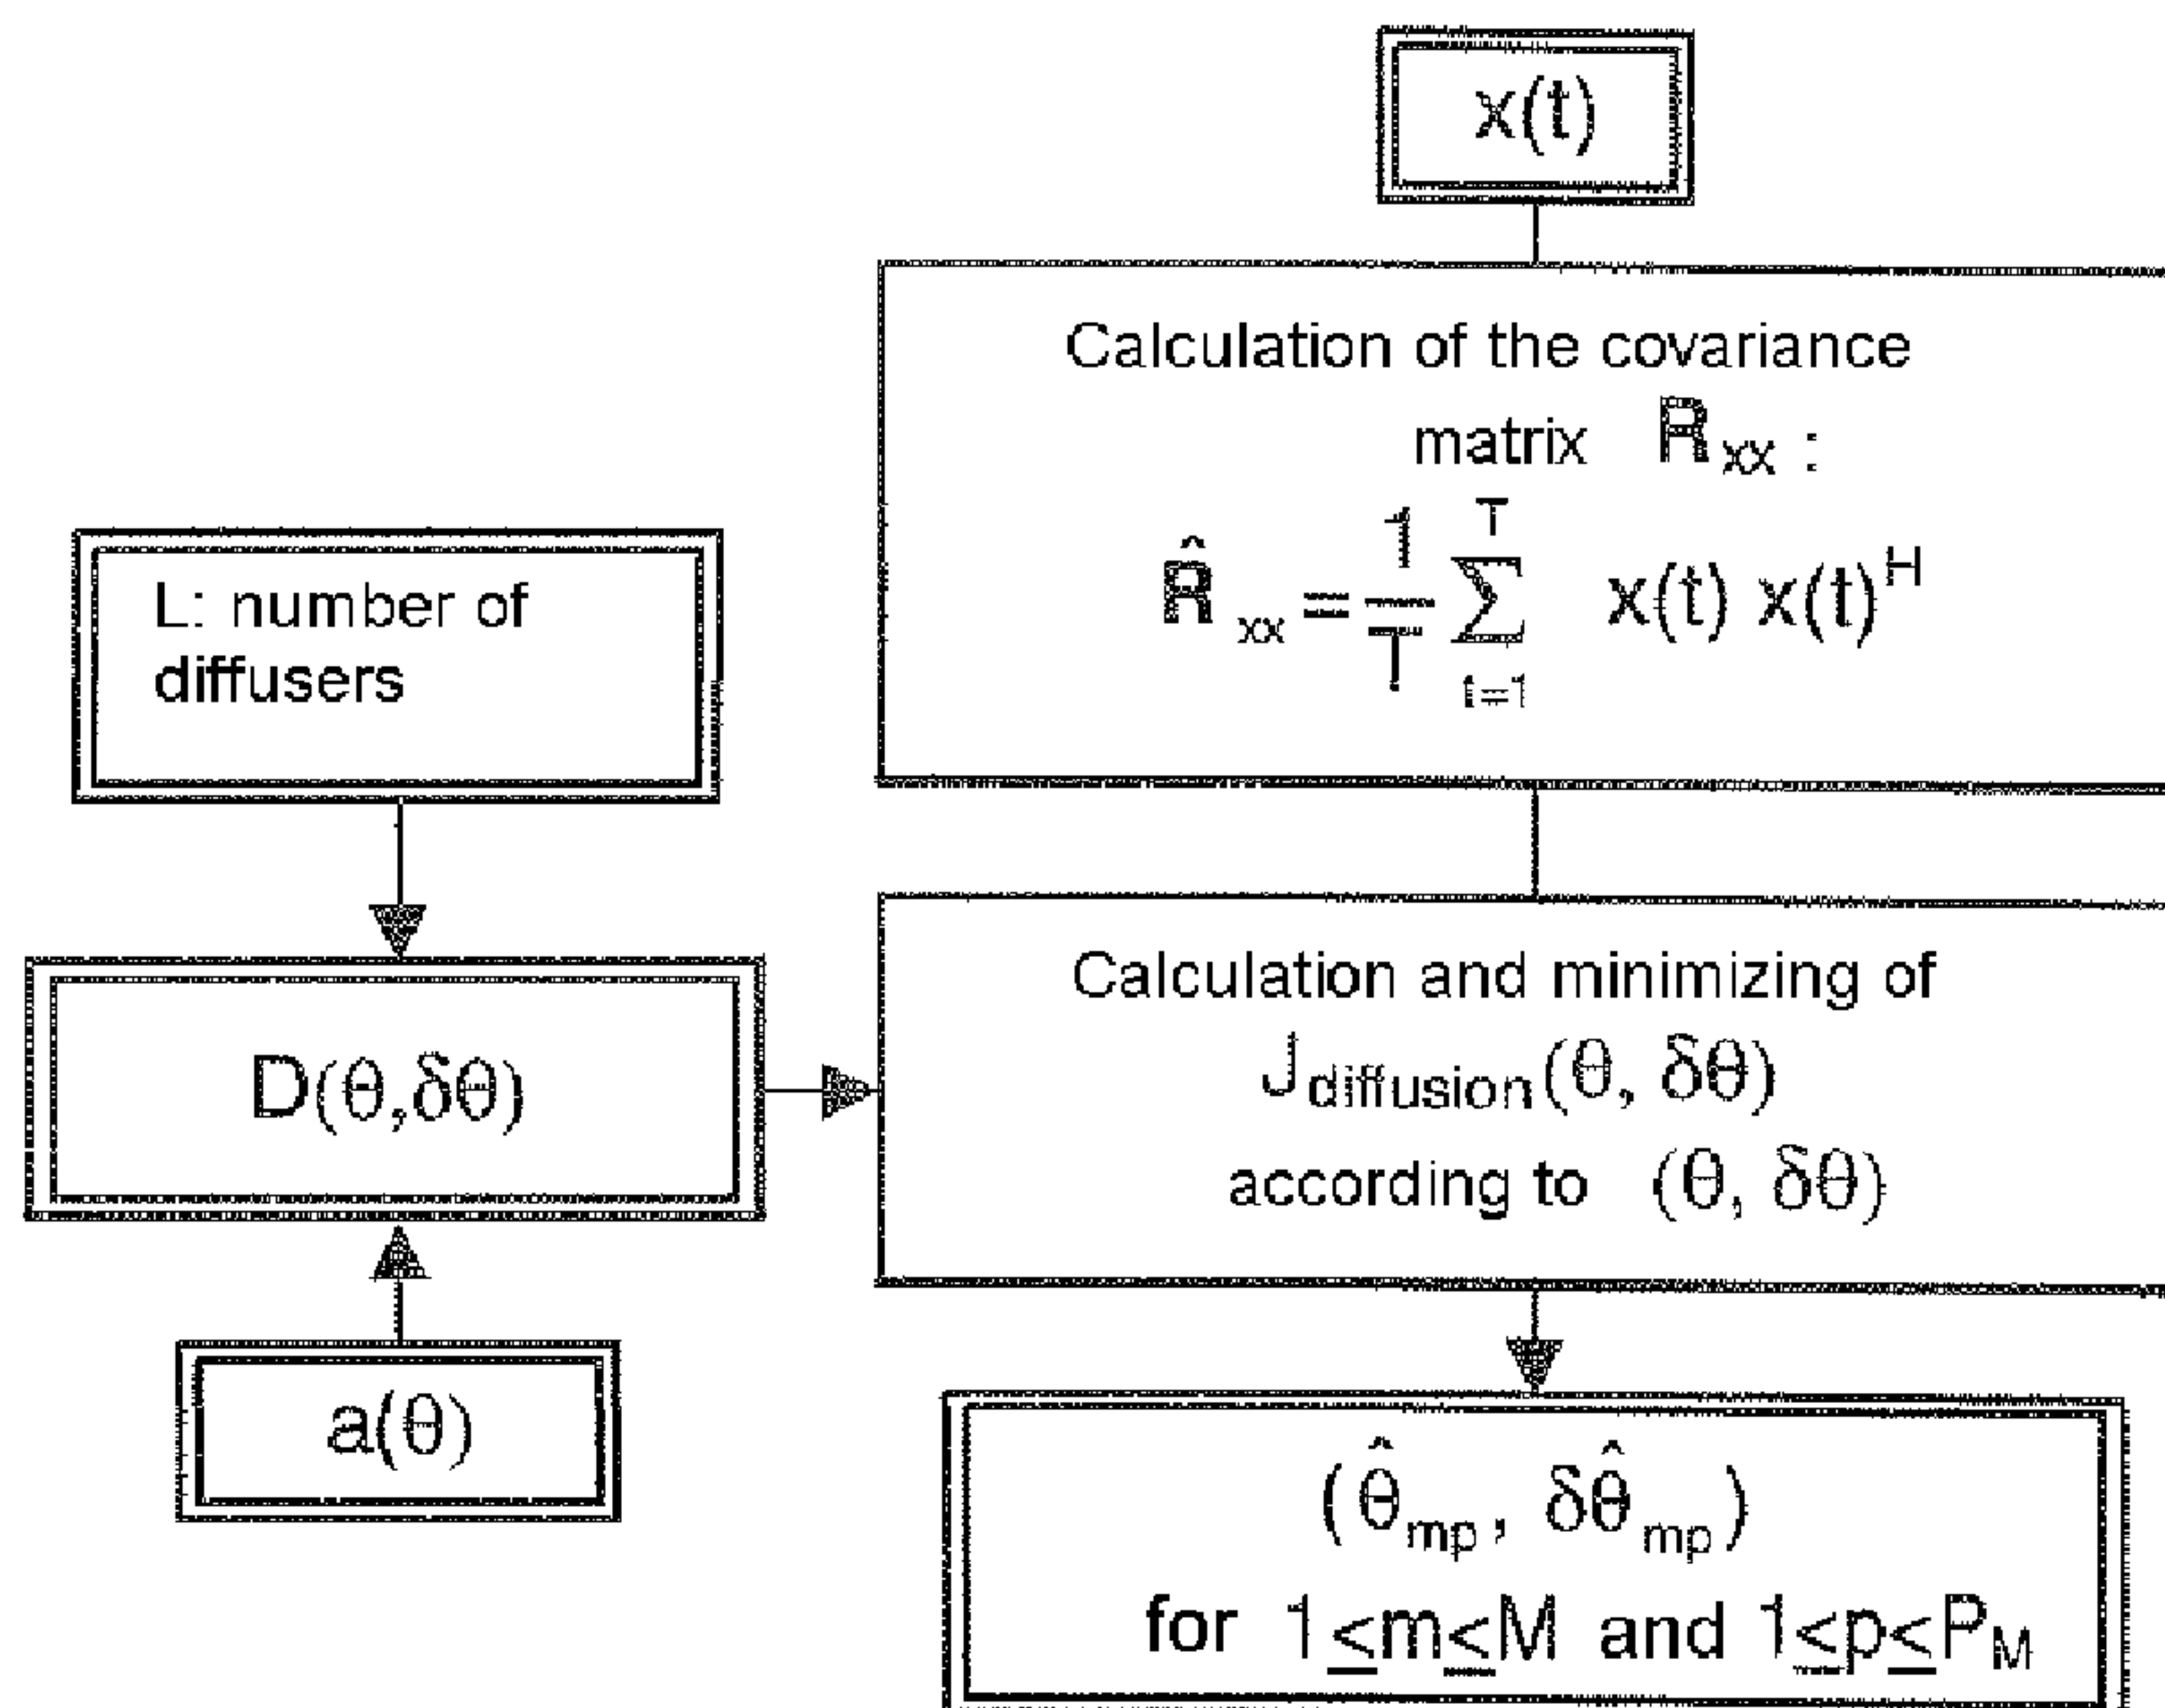 x(t)
Calculation of the covariance
matrix R_xx :
R̂_xx = 1/T ∑_{t=1}^{T} x(t) x(t)^H
L: number of
diffusers
D(θ,δθ)
Calculation and minimizing of
J_diffusion(θ, δθ)
according to (θ, δθ)
a(θ)
(θ̂_mp, δθ̂_mp)
for 1≤m≤M and 1≤p≤P_M